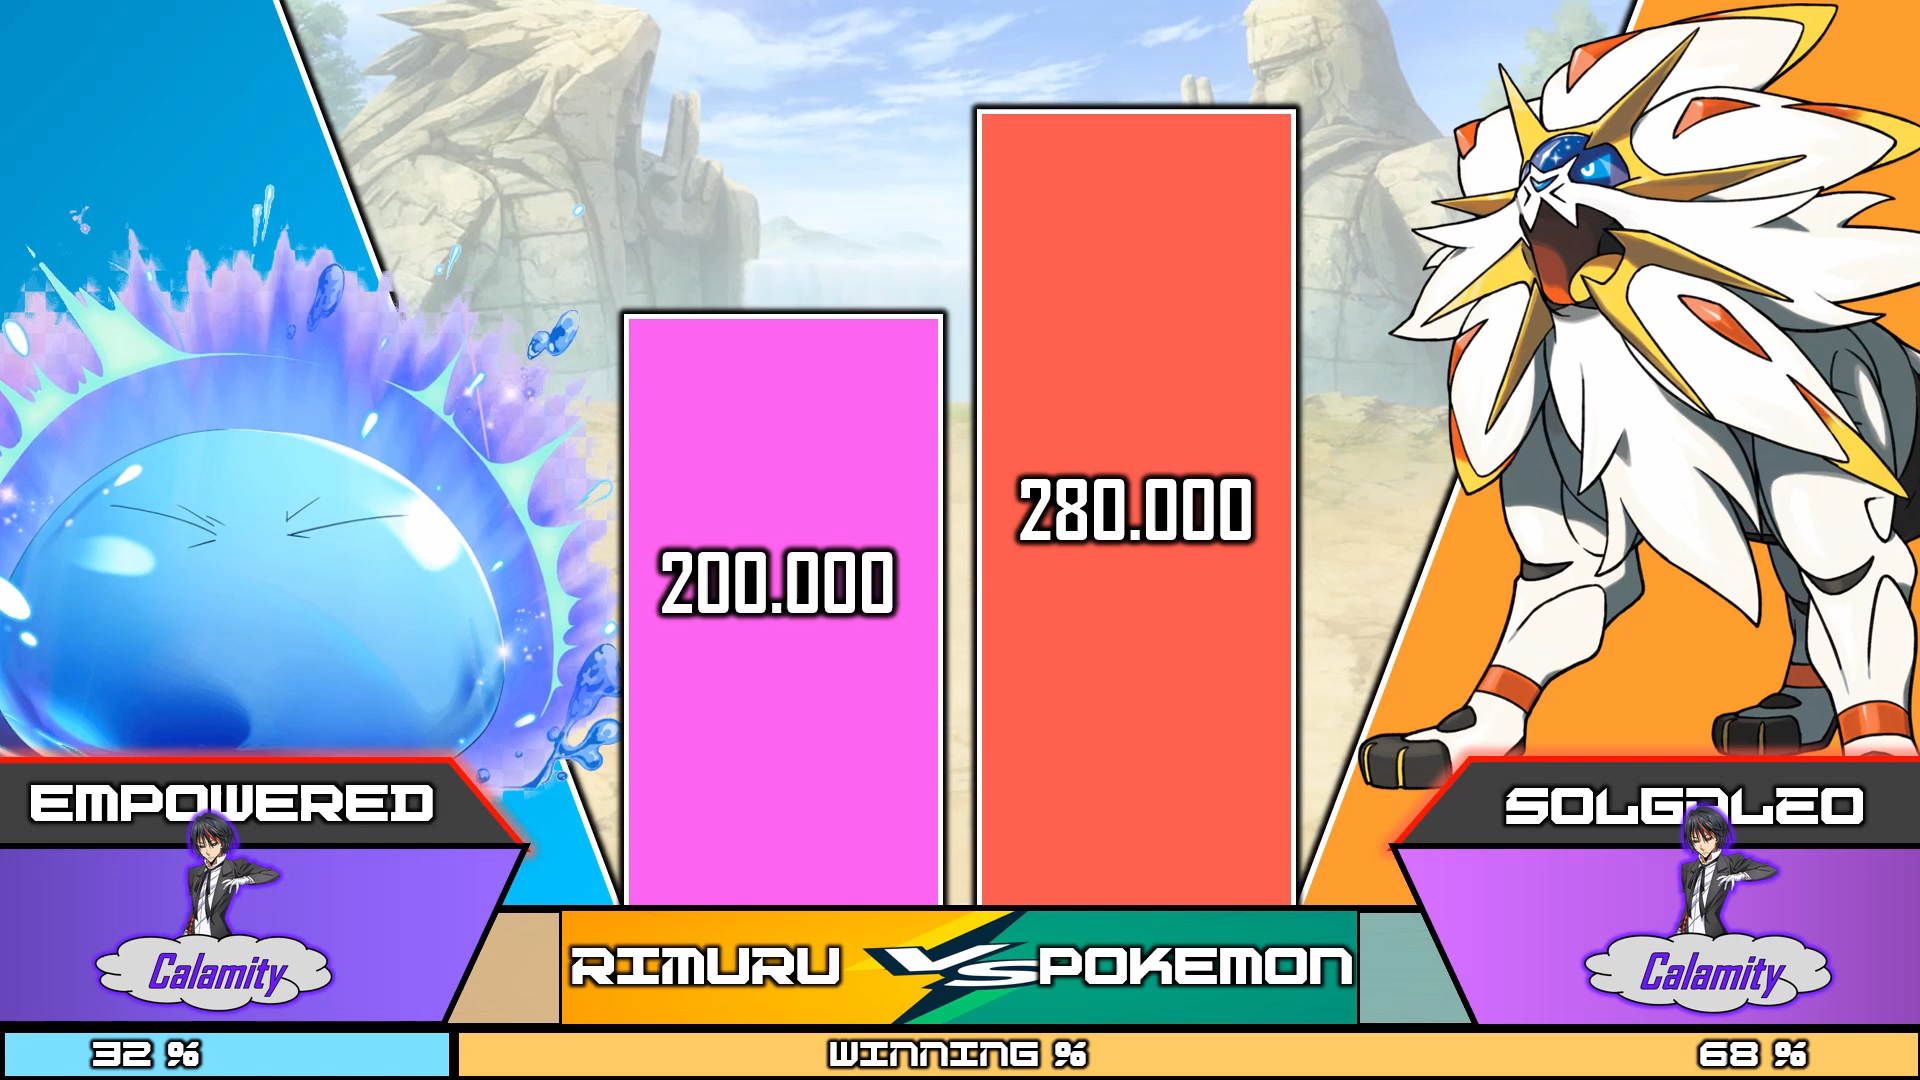 200.000
280.000
EMPOWERED
SOLGALEO
Calamity
Calamity
RIMURU VS POKEMON
32 %
WINNING %
68 %